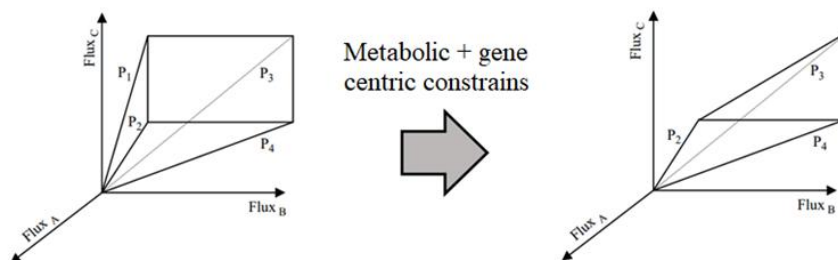 Flux C
P1
P2
P3
P4
Flux B
Flux A
Metabolic + gene
centric constrains
Flux C
P2
P3
P4
Flux B
Flux A